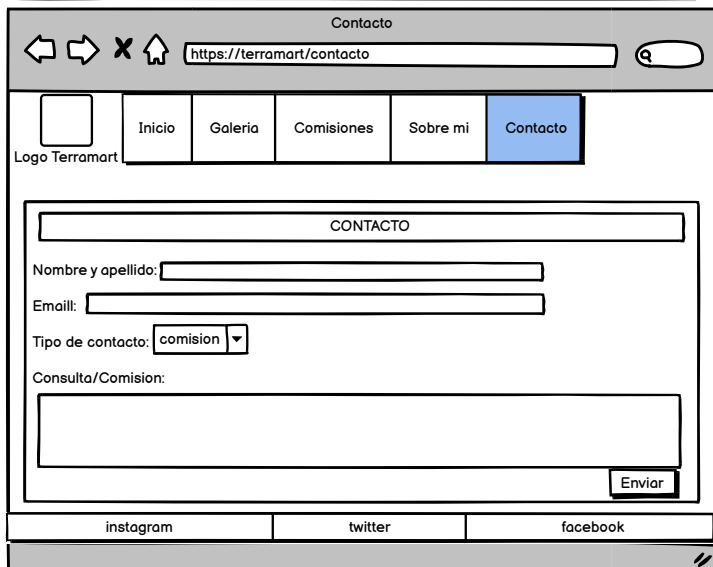 Contacto
https://terramart/contacto
Logo Terramart
Inicio
Galeria
Comisiones
Sobre mi
Contacto
CONTACTO
Nombre y apellido:
Emaill:
Tipo de contacto: comision
Consulta/Comision:
Enviar
instagram
twitter
facebook